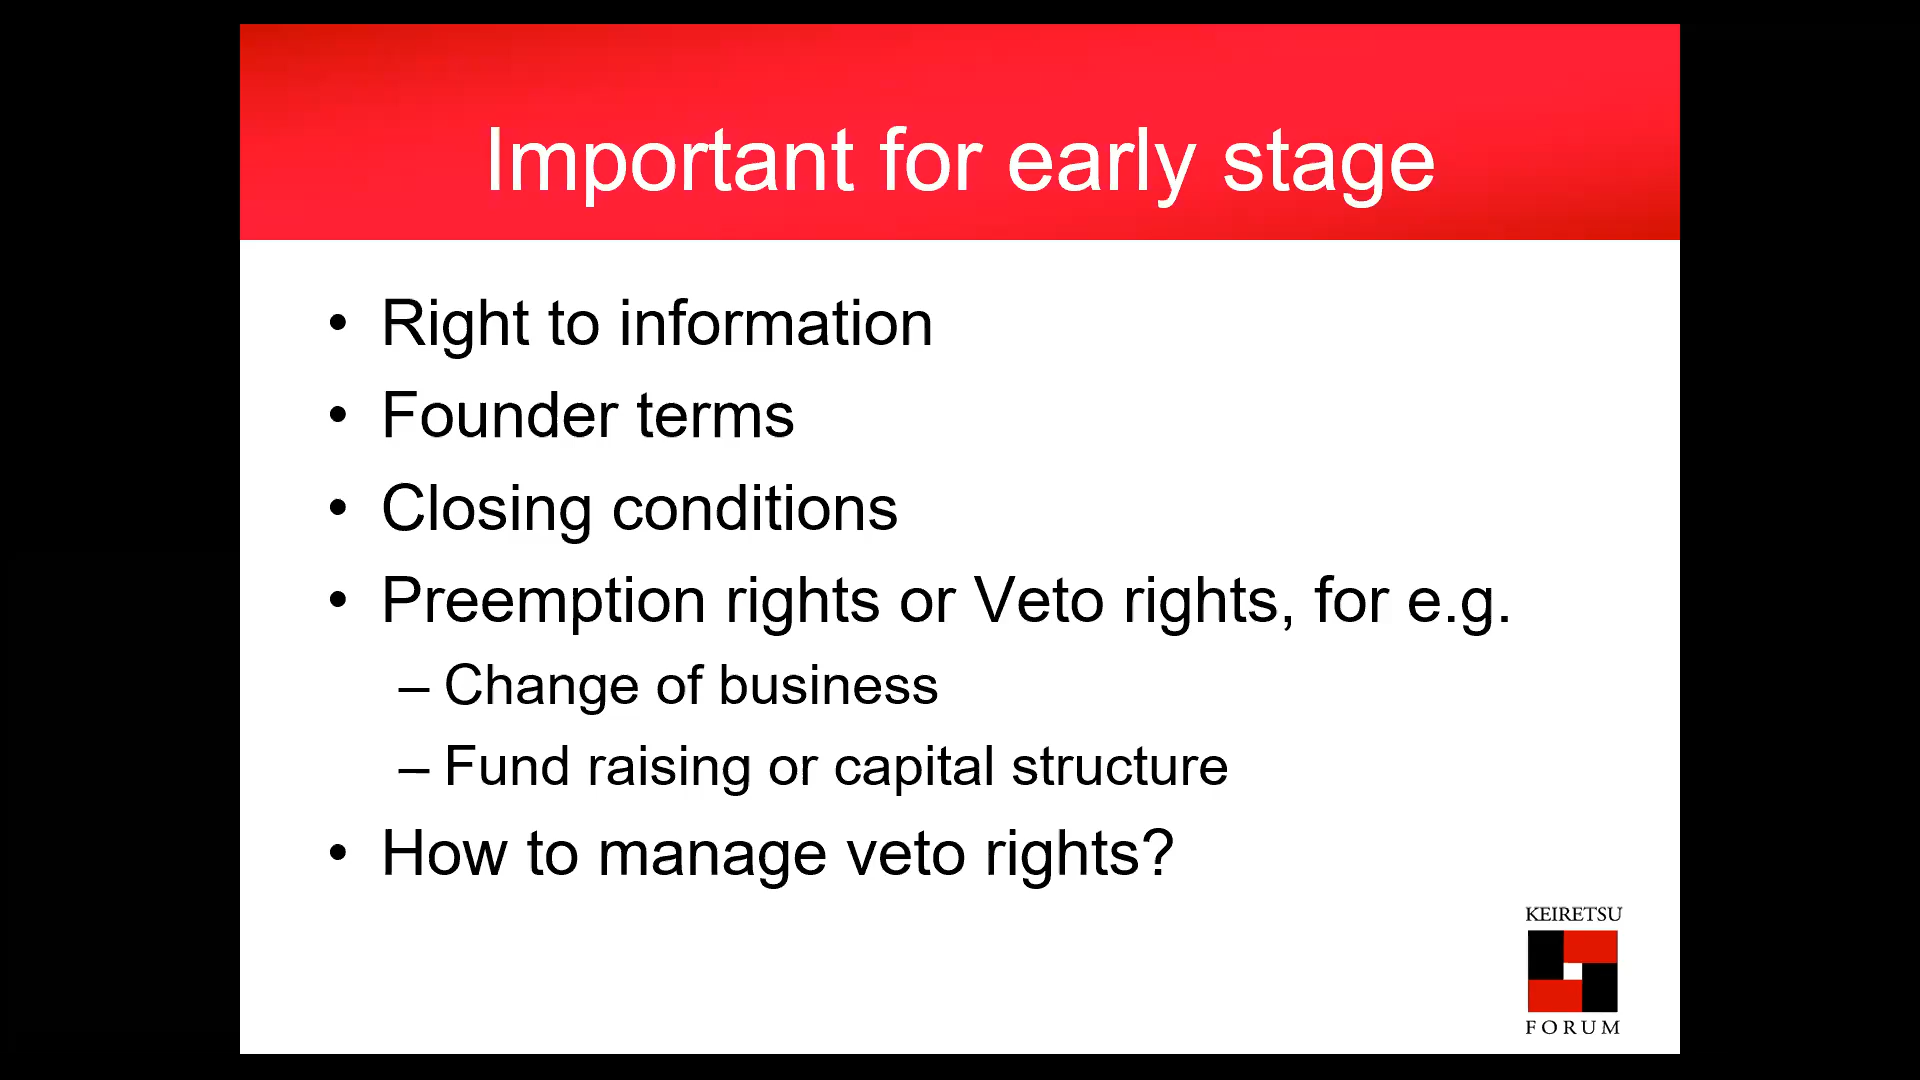 Important for early stage
• Right to information
• Founder terms
• Closing conditions
• Preemption rights or Veto rights, for e.g.
– Change of business
– Fund raising or capital structure
• How to manage veto rights?
KEIRETSU
FORUM